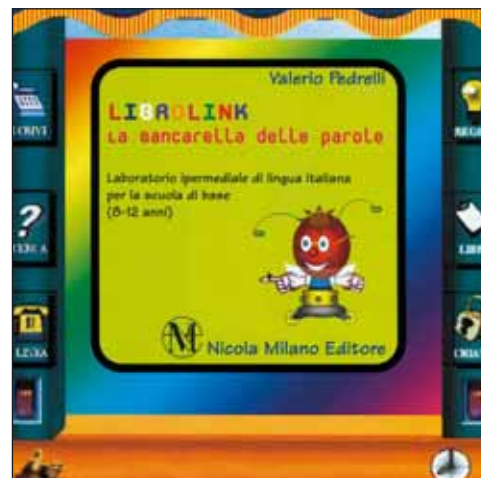 Valerio Pedrelli
LIBROLINK
La bancarella delle parole
Laboratorio ipermediale di lingua italiana
per la scuola di base
(8-12 anni)
M Nicola Milano Editore
?